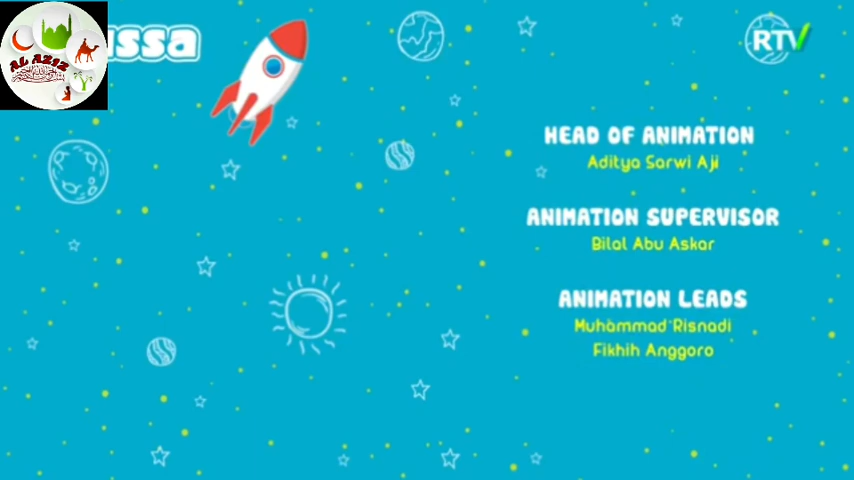 AL AZIZ
ussa
RTV
HEAD OF ANIMATION
Aditya Sarwi Aji
ANIMATION SUPERVISOR
Bilal Abu Askar
ANIMATION LEADS
Muhammad Risnadi
Fikhih Anggoro